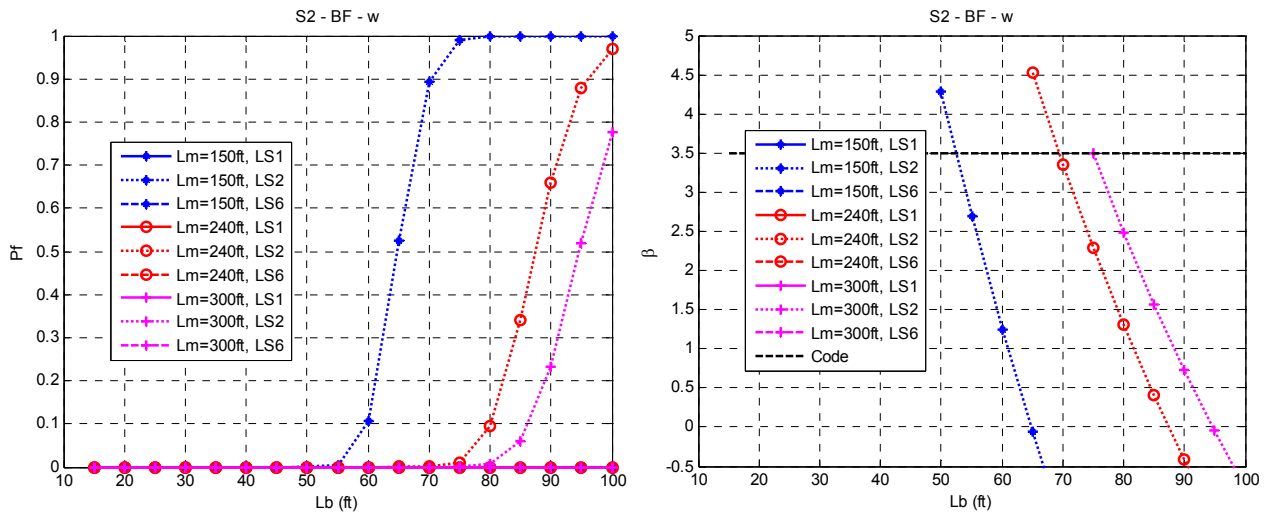 S2 - BF - w
1
0.9
0.8
0.7
0.6
0.5
0.4
0.3
0.2
0.1
0
Pf
Lm=150ft, LS1
Lm=150ft, LS2
Lm=150ft, LS6
Lm=240ft, LS1
Lm=240ft, LS2
Lm=240ft, LS6
Lm=300ft, LS1
Lm=300ft, LS2
Lm=300ft, LS6
10 20 30 40 50 60 70 80 90 100
Lb (ft)
S2 - BF - w
5
4.5
4
3.5
3
2.5
2
1.5
1
0.5
0
-0.5
β
Lm=150ft, LS1
Lm=150ft, LS2
Lm=150ft, LS6
Lm=240ft, LS1
Lm=240ft, LS2
Lm=240ft, LS6
Lm=300ft, LS1
Lm=300ft, LS2
Lm=300ft, LS6
Code
10 20 30 40 50 60 70 80 90 100
Lb (ft)